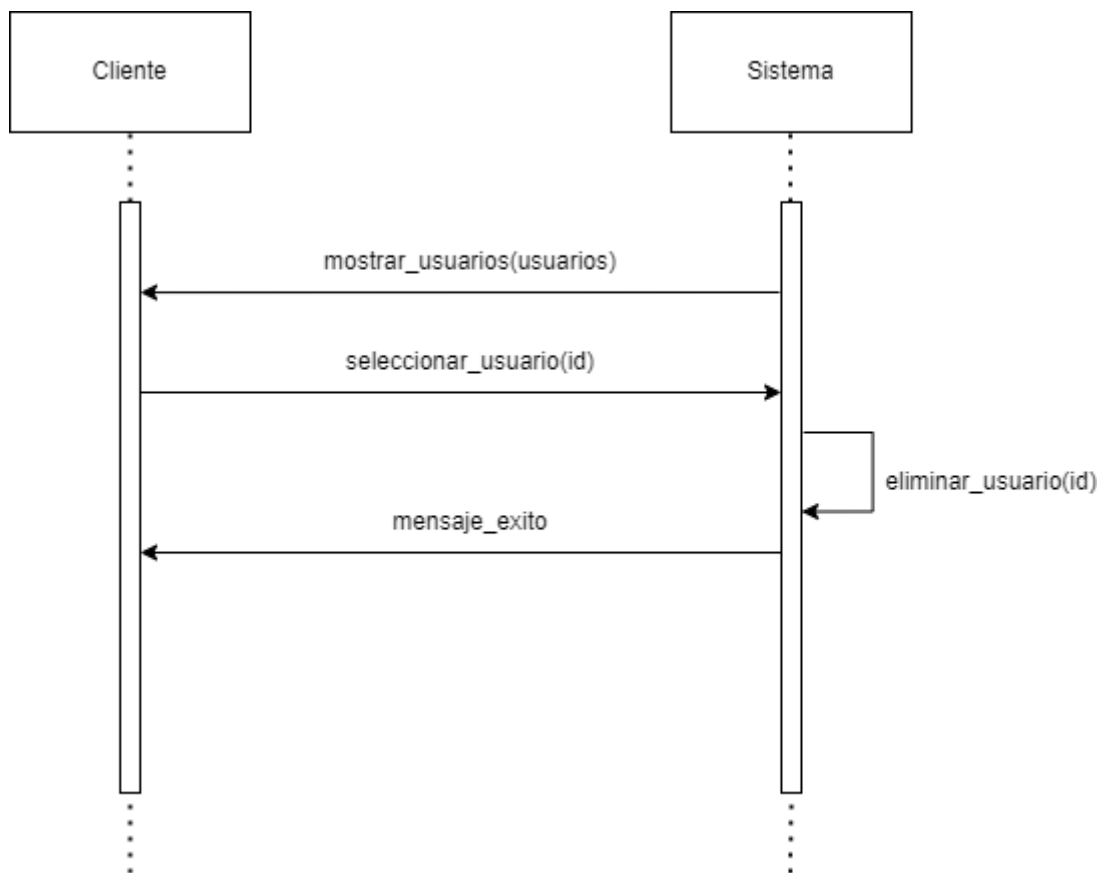 Cliente
Sistema
mostrar_usuarios(usuarios)
seleccionar_usuario(id)
eliminar_usuario(id)
mensaje_exito